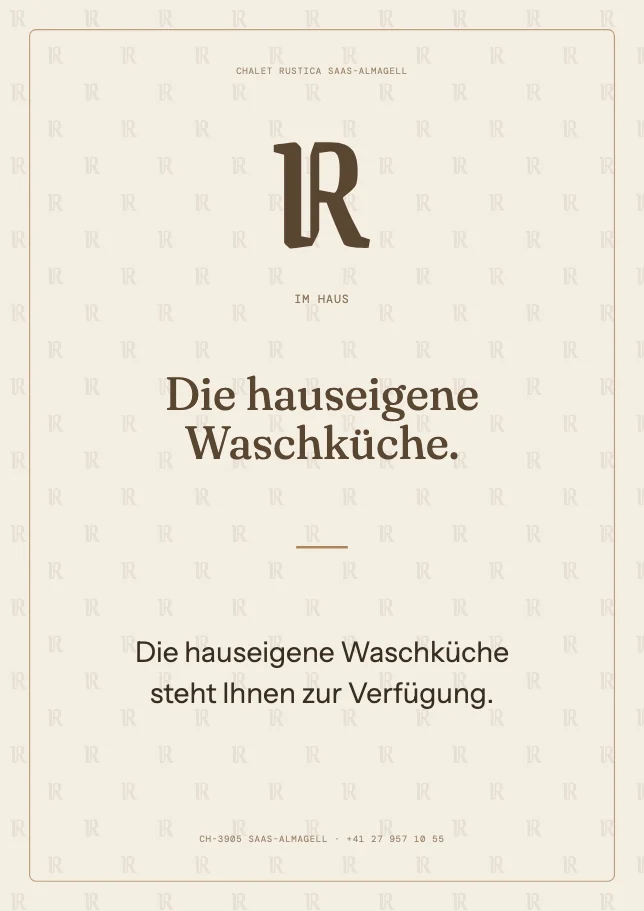 CHALET RUSTICA SAAS-ALMAGELL
R
IM HAUS
Die hauseigene
Waschküche.
Die hauseigene Waschküche
steht Ihnen zur Verfügung.
CH-3905 SAAS-ALMAGELL · +41 27 957 10 55